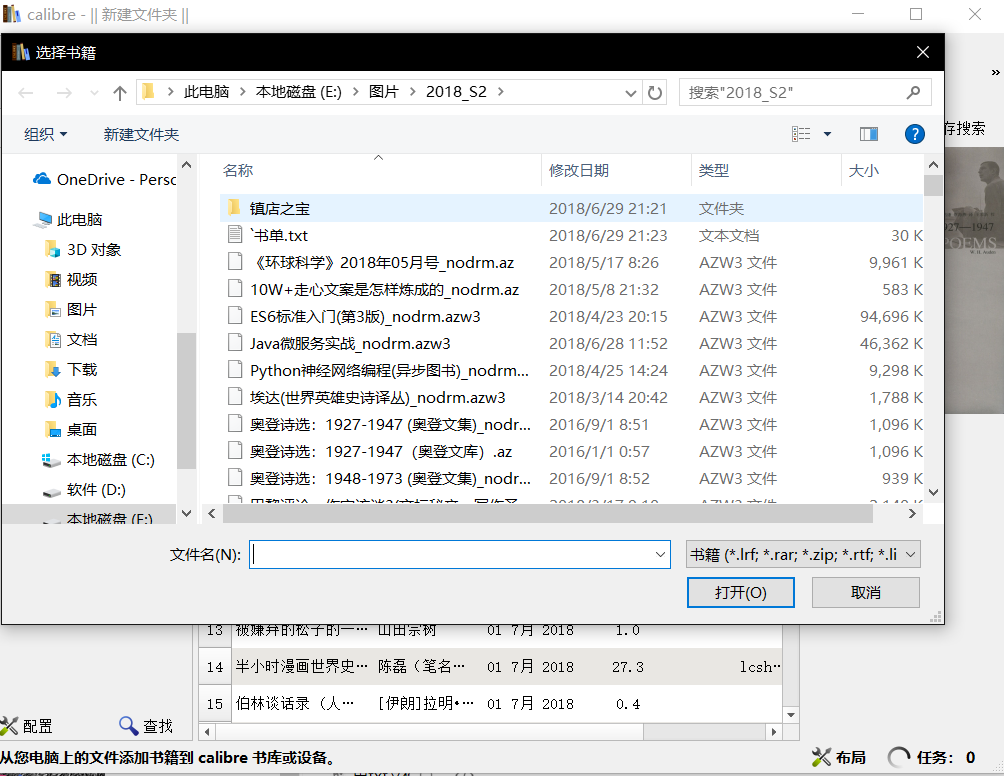 calibre - || 新建文件夹 ||
选择书籍
»
此电脑 > 本地磁盘 (E:) > 图片 > 2018_S2 >
搜索"2018_S2"
组织 新建文件夹
?
存搜索
名称 修改日期 类型 大小
OneDrive - Persc
此电脑
3D 对象
视频
图片
文档
下载
音乐
桌面
本地磁盘 (C:)
软件 (D:)
本地磁盘 (E:)
镇店之宝 2018/6/29 21:21 文件夹
`书单.txt 2018/6/29 21:23 文本文档 30 K
《环球科学》2018年05月号_nodrm.az 2018/5/17 8:26 AZW3 文件 9,961 K
10W+走心文案是怎样炼成的_nodrm.az 2018/5/8 21:32 AZW3 文件 583 K
ES6标准入门(第3版)_nodrm.azw3 2018/4/23 20:15 AZW3 文件 94,696 K
Java微服务实战_nodrm.azw3 2018/6/28 11:52 AZW3 文件 46,362 K
Python神经网络编程(异步图书)_nodrm... 2018/4/25 14:24 AZW3 文件 9,298 K
埃达(世界英雄史诗译丛)_nodrm.azw3 2018/3/14 20:42 AZW3 文件 1,788 K
奥登诗选：1927-1947 (奥登文集)_nodr... 2016/9/1 8:51 AZW3 文件 1,096 K
奥登诗选：1927-1947（奥登文库）.az 2016/1/1 0:57 AZW3 文件 1,096 K
奥登诗选：1948-1973 (奥登文集)_nodr... 2016/9/1 8:52 AZW3 文件 939 K
927—1947
POEMS
W. H. Auden
文件名(N):
书籍 (*.lrf; *.rar; *.zip; *.rtf; *.li
打开(O) 取消
13 被嫌弃的松子的一… 山田宗树 01 7月 2018 1.0
14 半小时漫画世界史… 陈磊（笔名… 01 7月 2018 27.3 lcsh…
15 伯林谈话录（人… [伊朗]拉明•… 01 7月 2018 0.4
配置 查找
从您电脑上的文件添加书籍到 calibre 书库或设备。
布局 任务： 0